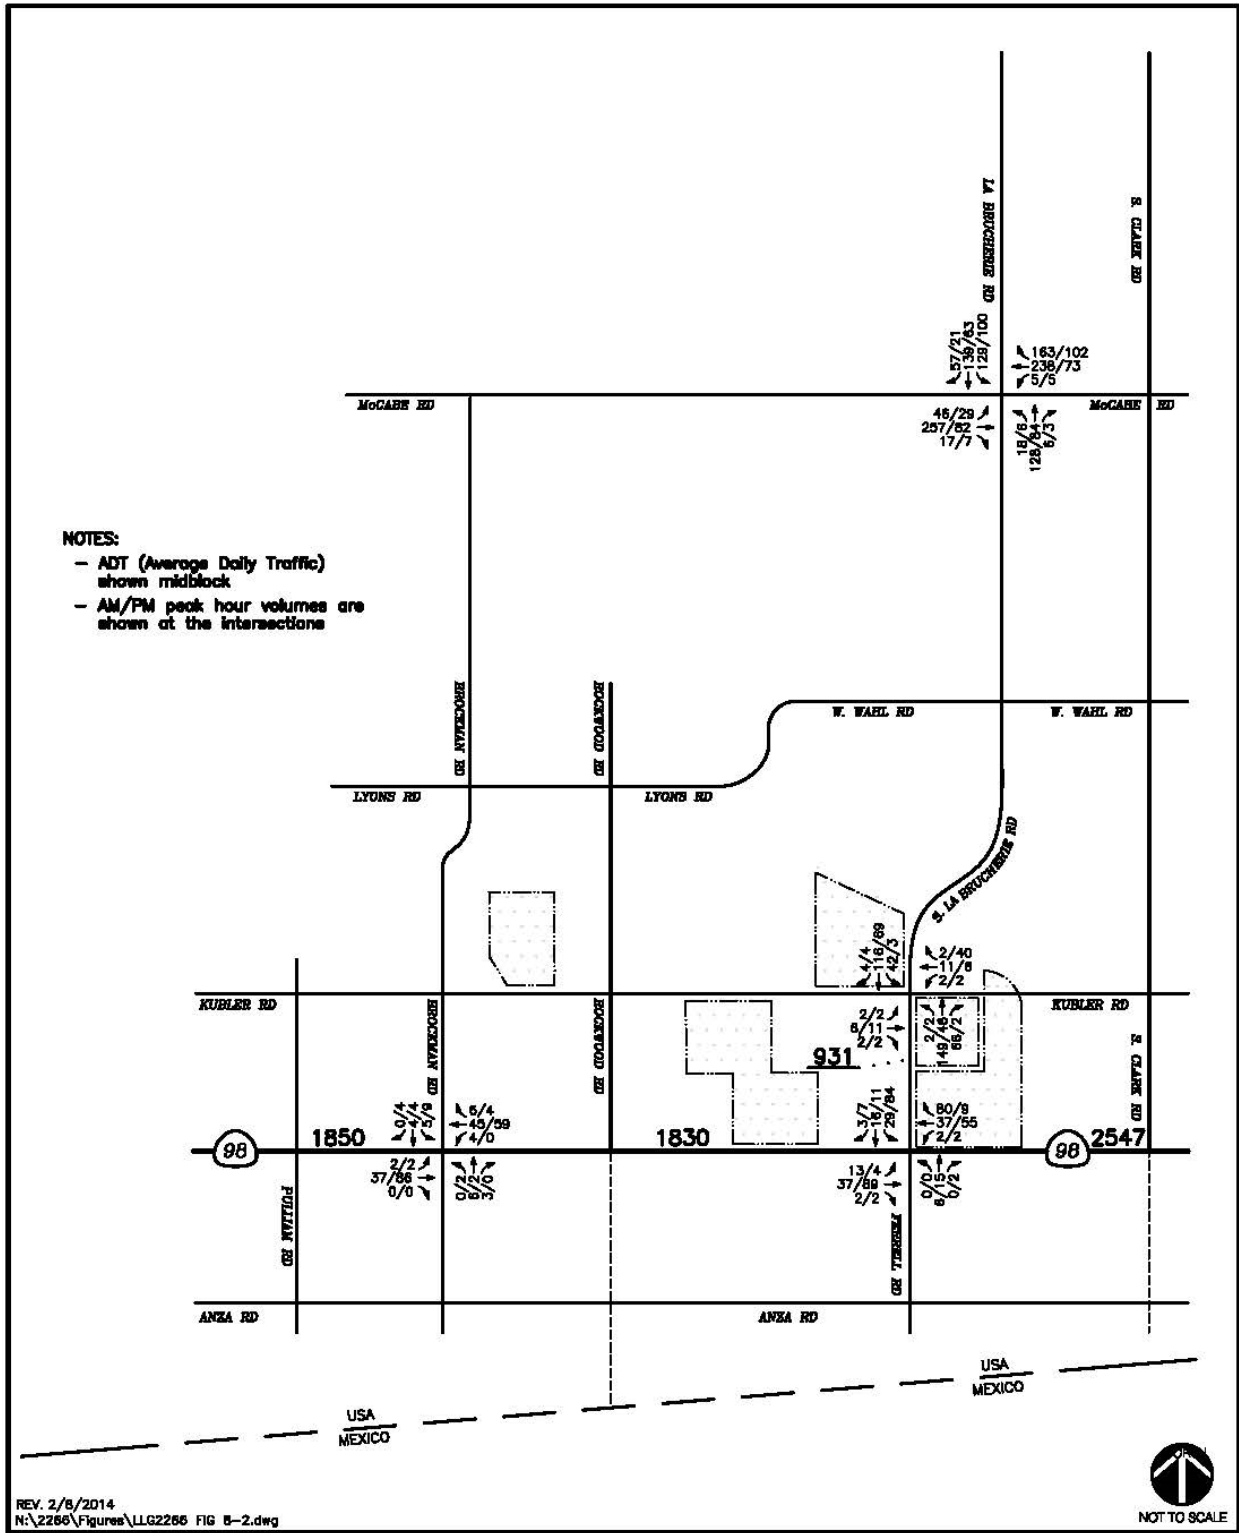 LA BRUCHERIE RD
S. CLARK RD
57/21
139/63
129/100
163/102
238/73
5/5
McCABE RD
McCABE RD
46/29
257/82
17/7
18/6
128/84
6/3
NOTES:
- ADT (Average Daily Traffic)
shown midblock
- AM/PM peak hour volumes are
shown at the intersections
BROCKMAN RD
ROCKWOOD RD
W. WAHL RD
W. WAHL RD
LYONS RD
LYONS RD
S. LA BRUCHERIE RD
4/4
116/69
42/3
2/40
11/6
2/2
KUBLER RD
BROCKMAN RD
ROCKWOOD RD
KUBLER RD
2/2
6/11
2/2
2/2
149/46
66/2
931
S. CLARK RD
0/4
4/4
5/9
6/4
45/59
4/0
3/7
16/11
29/84
80/9
37/55
2/2
98
1850
1830
98
2547
2/2
37/86
0/0
0/2
6/2
3/0
13/4
37/89
2/2
0/0
6/15
0/2
PULLIAM RD
FERRELL RD
ANZA RD
ANZA RD
USA
MEXICO
USA
MEXICO
REV. 2/6/2014
N:\2266\Figures\LLG2266 FIG 8-2.dwg
NOT TO SCALE